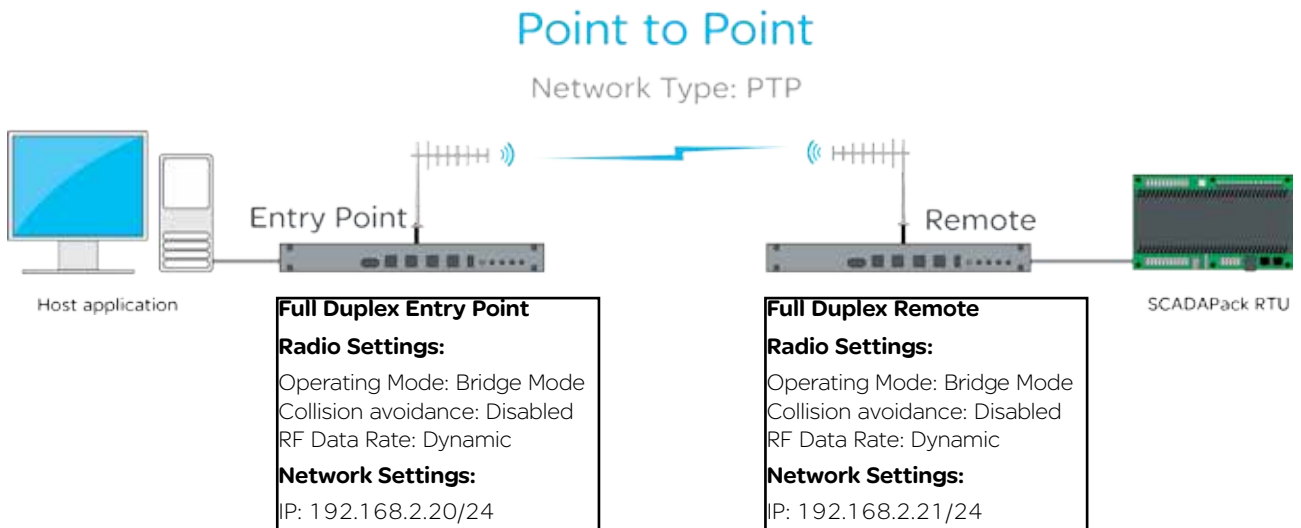 Point to Point
Network Type: PTP
Entry Point
Remote
Host application
SCADAPack RTU
Full Duplex Entry Point
Radio Settings:
Operating Mode: Bridge Mode
Collision avoidance: Disabled
RF Data Rate: Dynamic
Network Settings:
IP: 192.168.2.20/24
Full Duplex Remote
Radio Settings:
Operating Mode: Bridge Mode
Collision avoidance: Disabled
RF Data Rate: Dynamic
Network Settings:
IP: 192.168.2.21/24